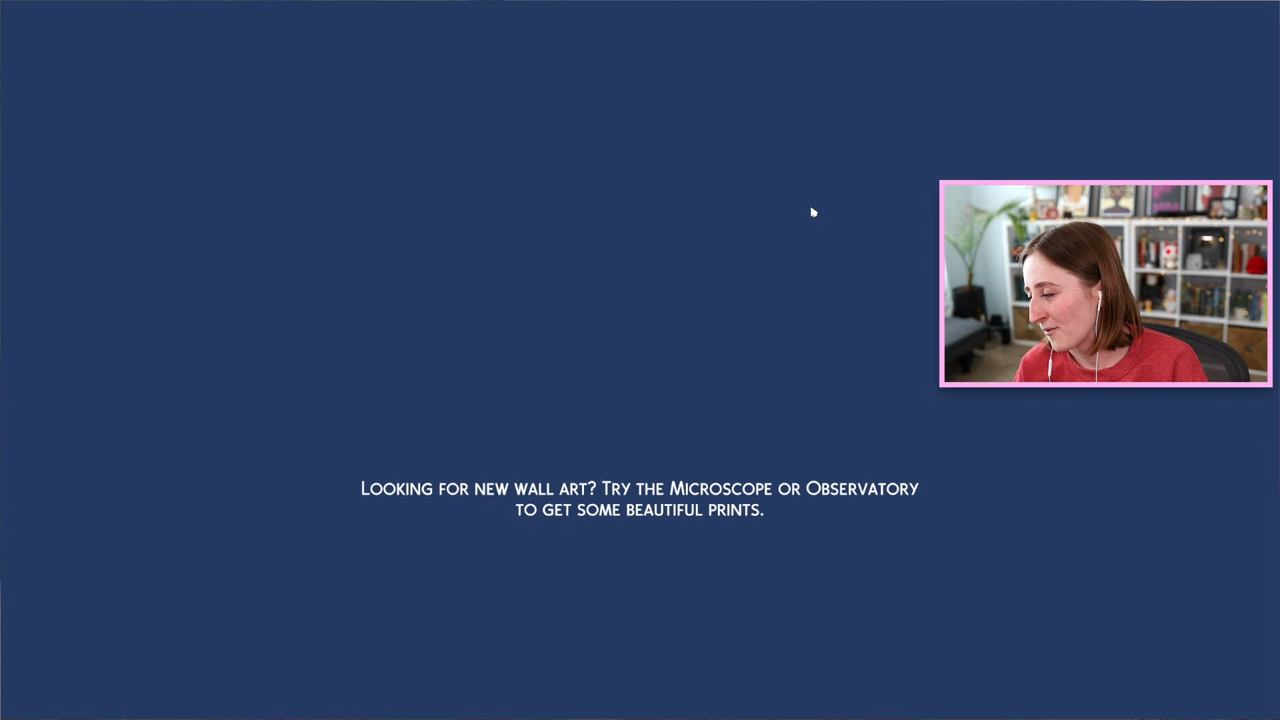 Looking for new wall art? Try the Microscope or Observatory
to get some beautiful prints.